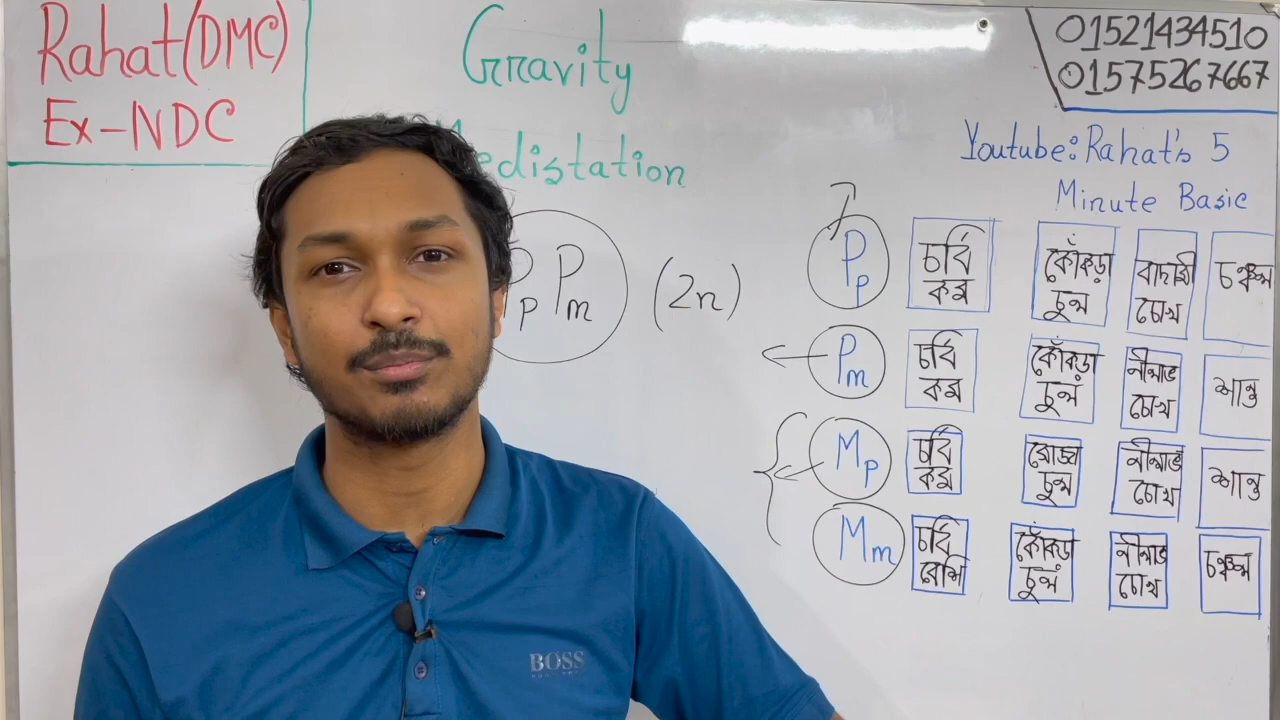 Rahat(DMC)
Ex-NDC
Gravity
edistation
01521434510
01575267667
Youtube: Rahat's 5
Minute Basic
Pp Pm (2n)
Pp চর্বি কম কোঁকড়া চুল বাদামী চোখ চঞ্চল
Pm চর্বি কম কোঁকড়া চুল নীলাভ চোখ শান্ত
Mp চর্বি কম সোজা চুল নীলাভ চোখ শান্ত
Mm চর্বি বেশি কোঁকড়া চুল নীলাভ চোখ চঞ্চল
BOSS